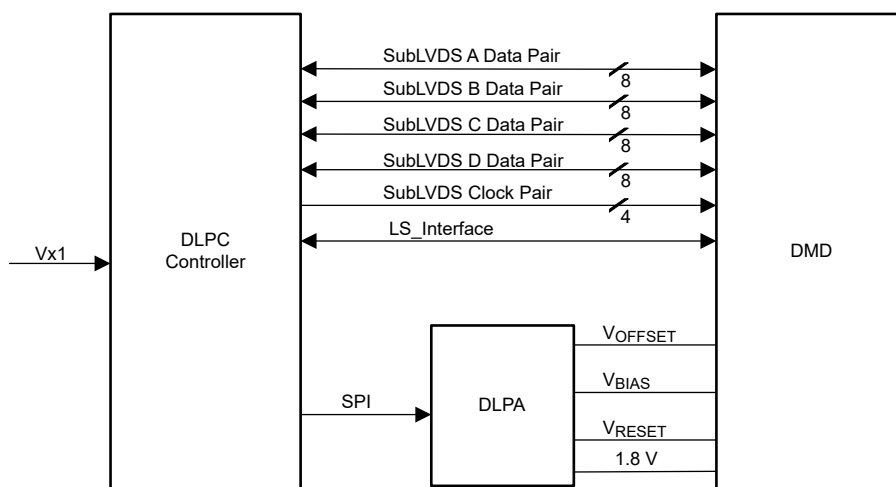 SubLVDS A Data Pair
8
SubLVDS B Data Pair
8
SubLVDS C Data Pair
8
SubLVDS D Data Pair
8
SubLVDS Clock Pair
4
LS_Interface
Vx1
DLPC
Controller
DMD
SPI
DLPA
VOFFSET
VBIAS
VRESET
1.8 V